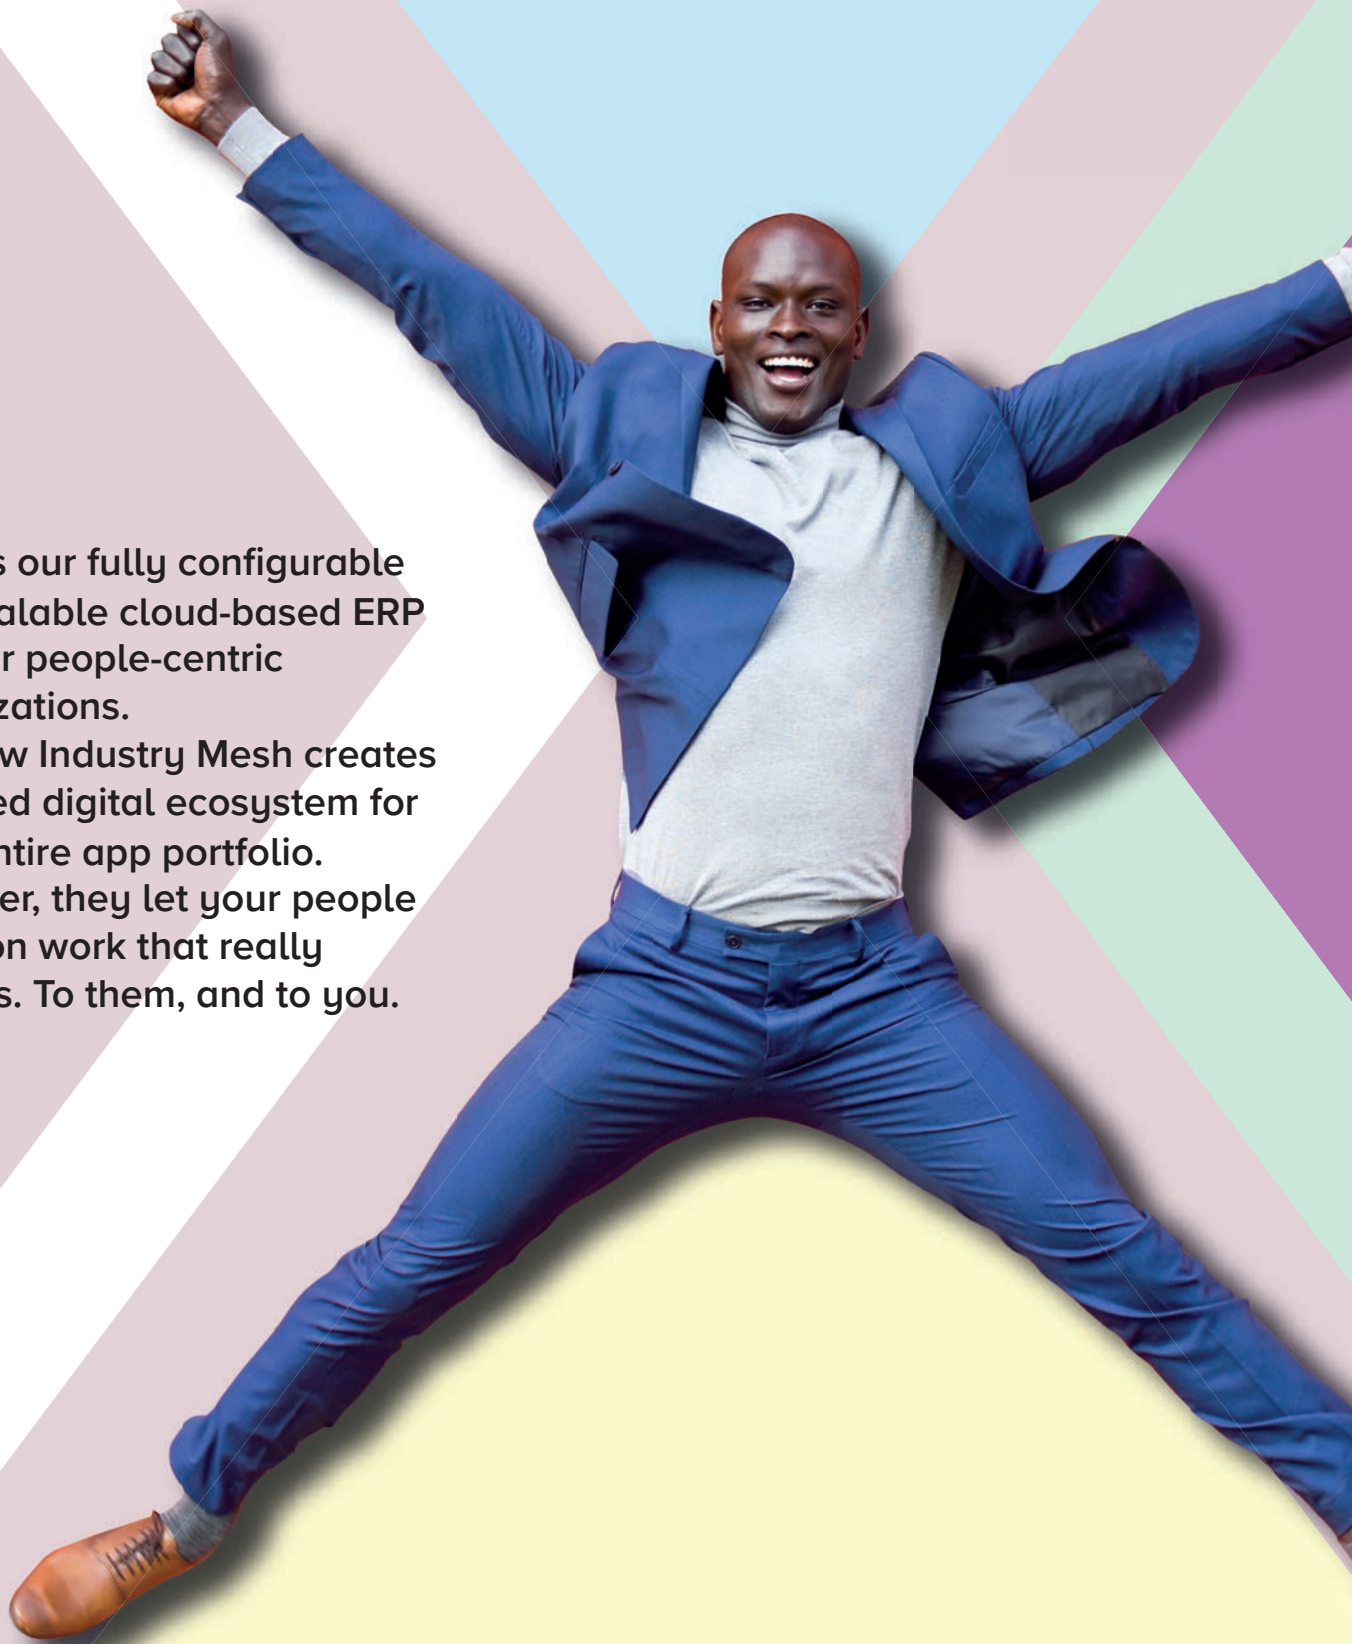 s our fully configurable
alable cloud-based ERP
r people-centric
zations.
w Industry Mesh creates
ed digital ecosystem for
ntire app portfolio.
er, they let your people
on work that really
s. To them, and to you.